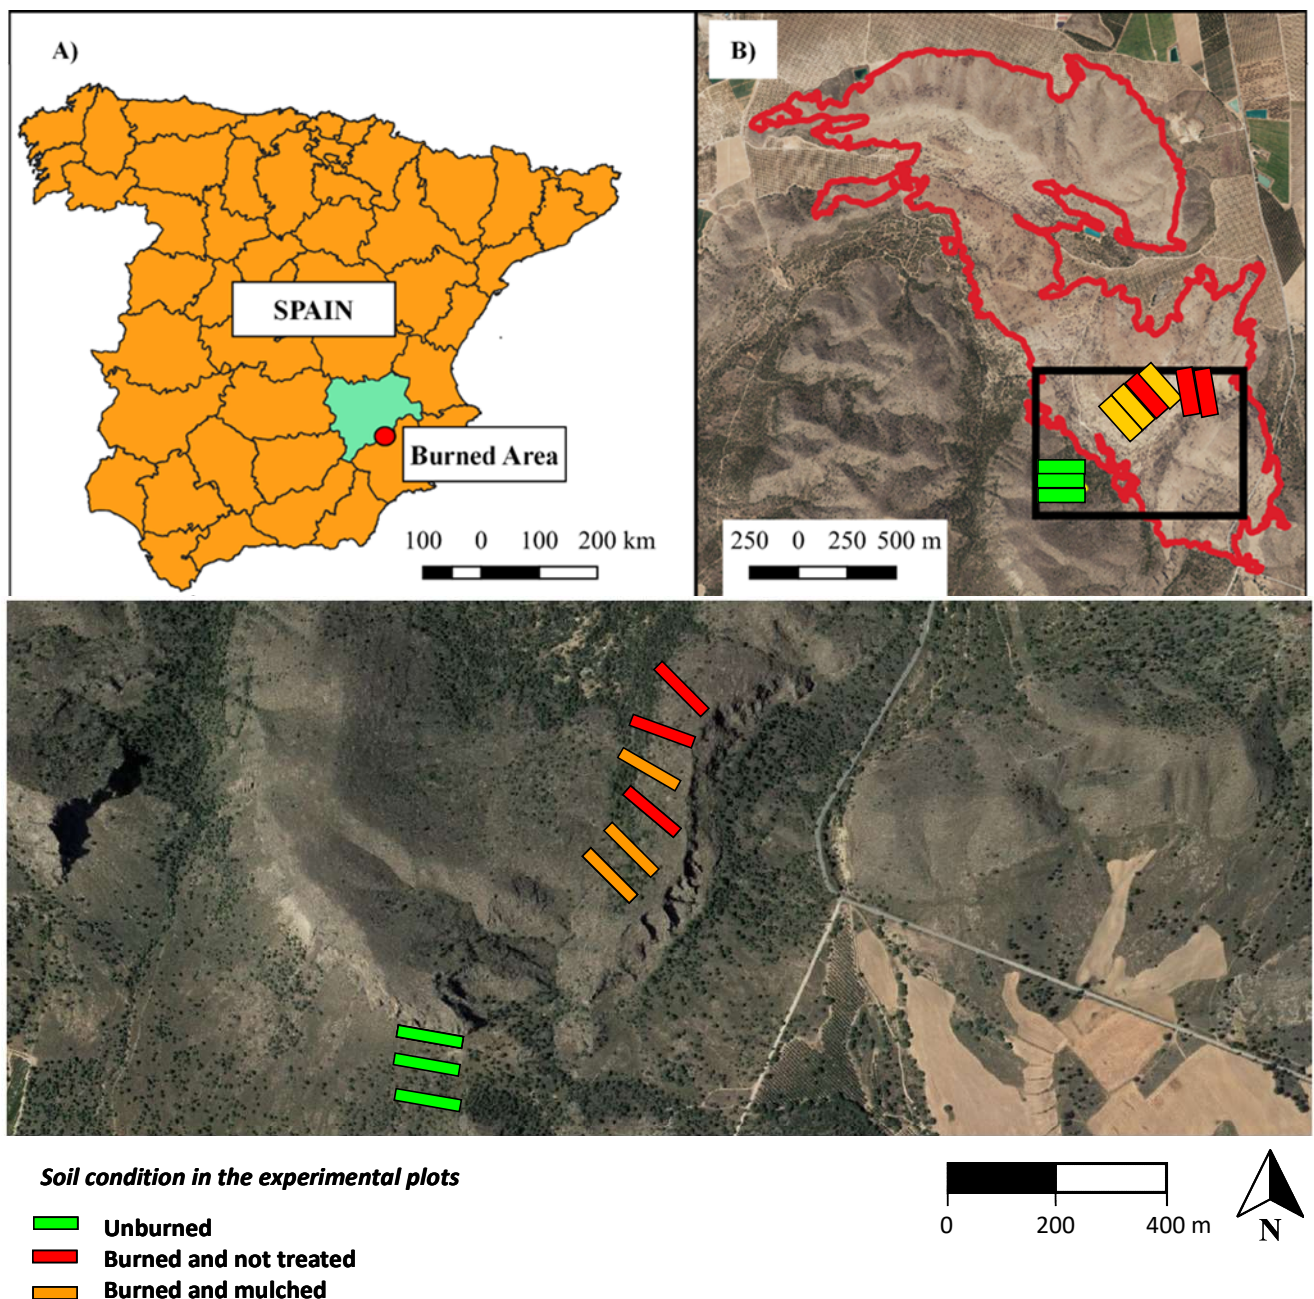 A)
SPAIN
Burned Area
100 0 100 200 km
B)
250 0 250 500 m
Soil condition in the experimental plots
Unburned
Burned and not treated
Burned and mulched
0 200 400 m
N